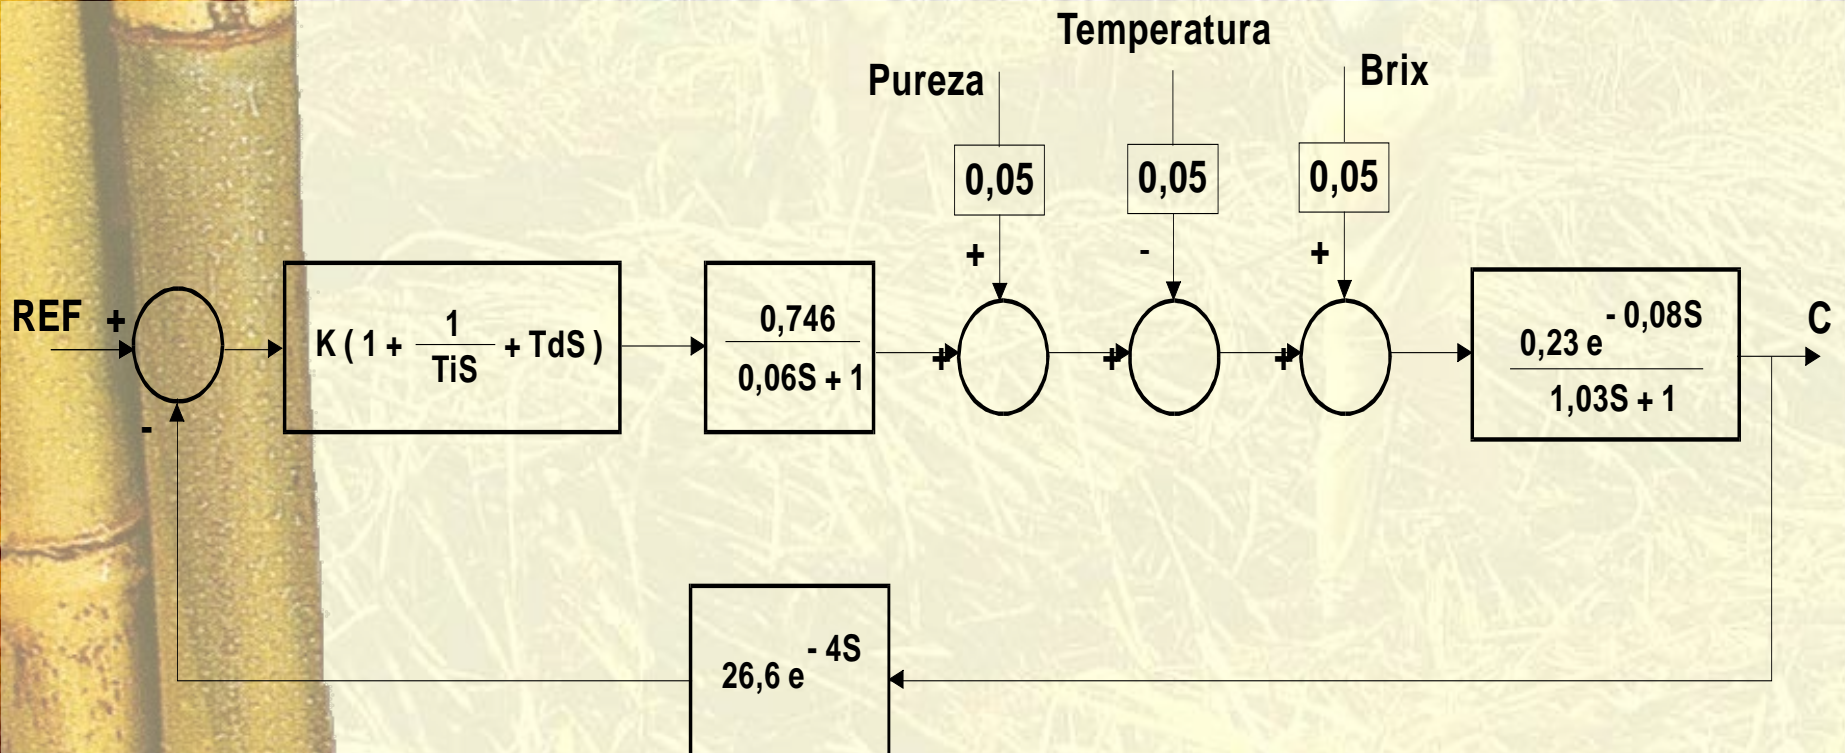 Temperatura
Pureza
Brix
0,05
0,05
0,05
+
-
+
REF +
K ( 1 + 1 / TiS + TdS )
0,746
0,06S + 1
+
+
+
0,23 e - 0,08S
1,03S + 1
C
-
26,6 e - 4S